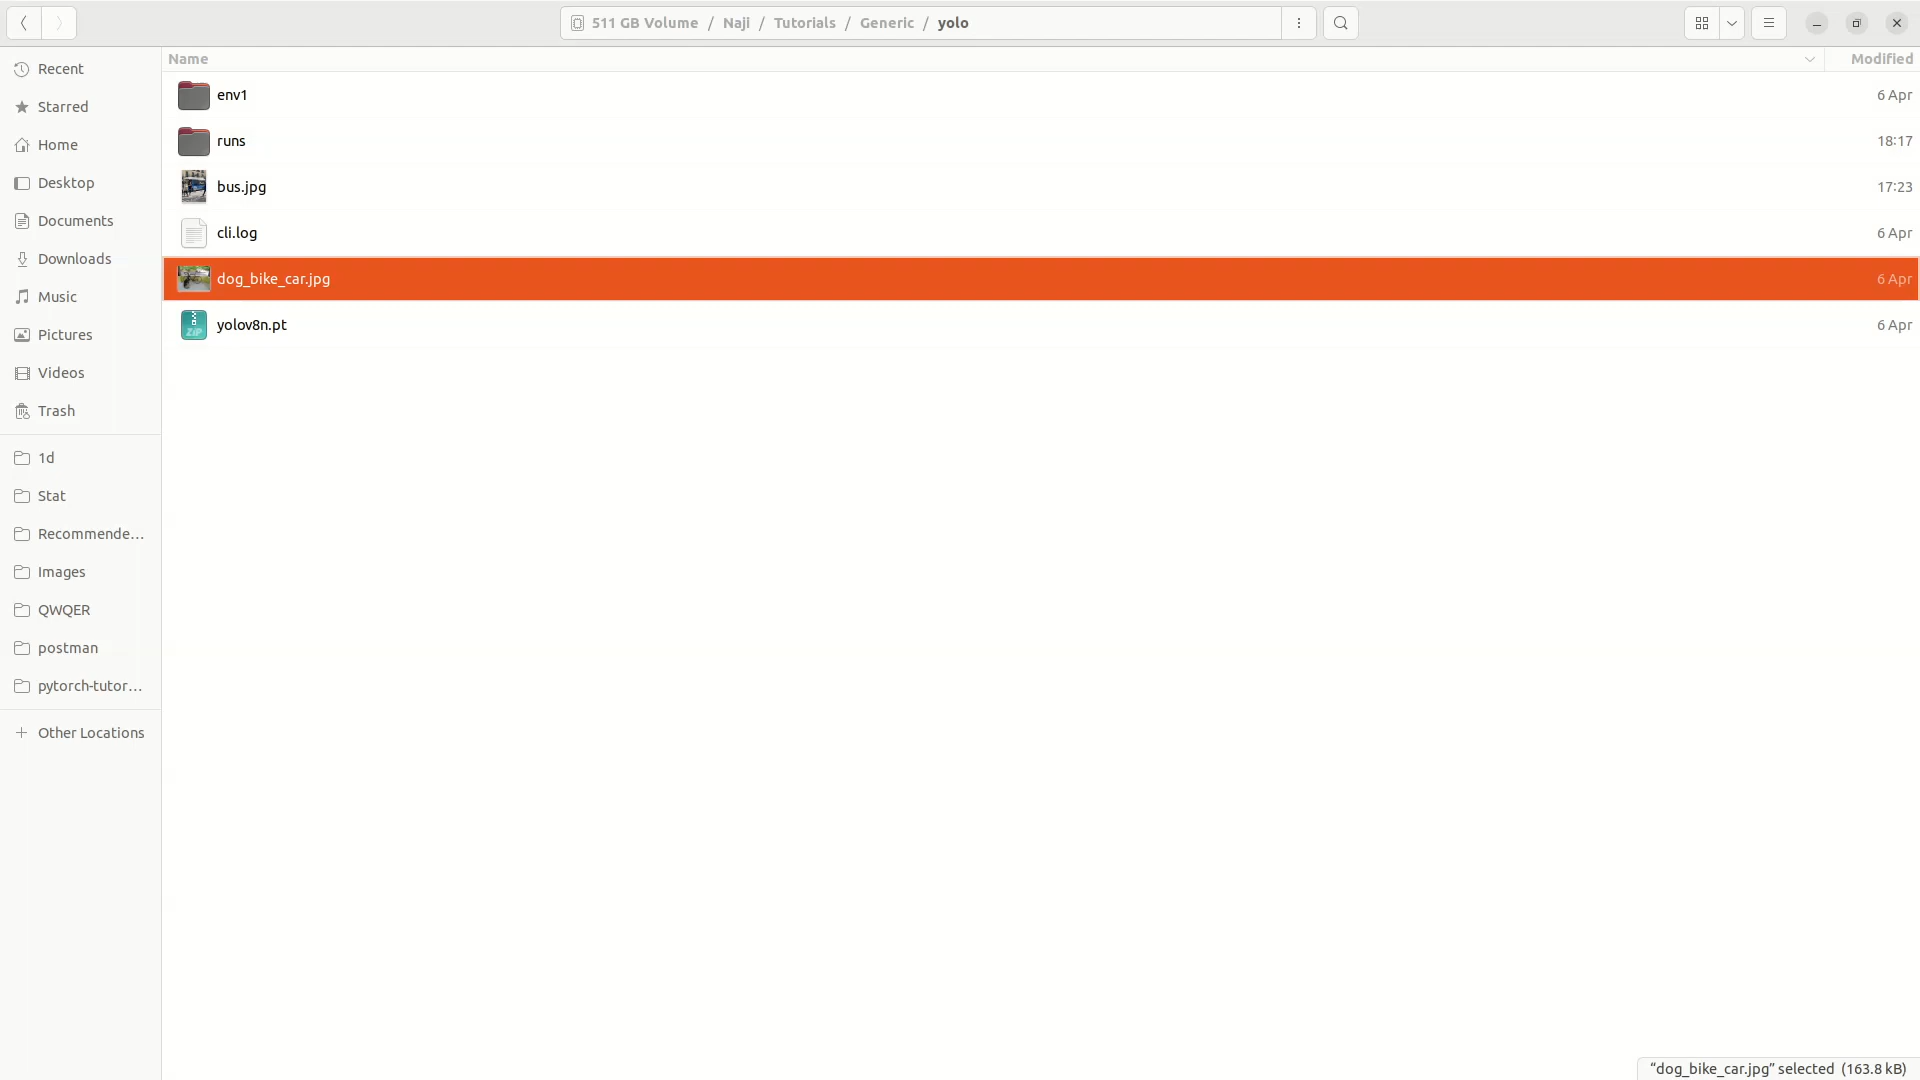 511 GB Volume / Naji / Tutorials / Generic / yolo
Name Modified
Recent
Starred
Home
Desktop
Documents
Downloads
Music
Pictures
Videos
Trash
1d
Stat
Recommende...
Images
QWQER
postman
pytorch-tutor...
Other Locations
env1 6 Apr
runs 18:17
bus.jpg 17:23
cli.log 6 Apr
dog_bike_car.jpg 6 Apr
yolov8n.pt 6 Apr
“dog_bike_car.jpg” selected (163.8 kB)